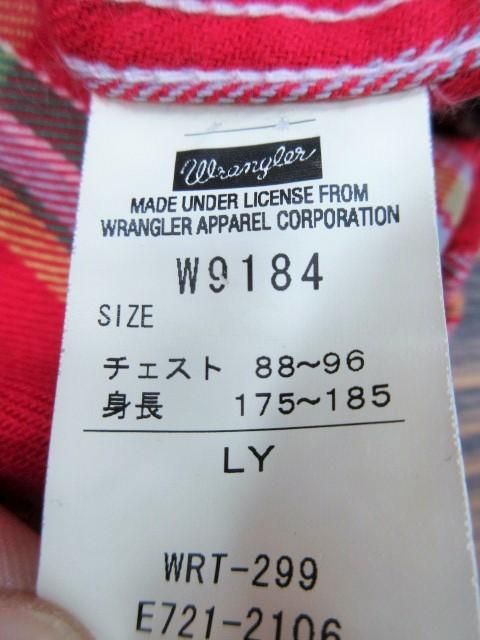 Wrangler
MADE UNDER LICENSE FROM
WRANGLER APPAREL CORPORATION
W9184
SIZE
チェスト 88~96
身長 175~185
LY
WRT-299
E721-2106